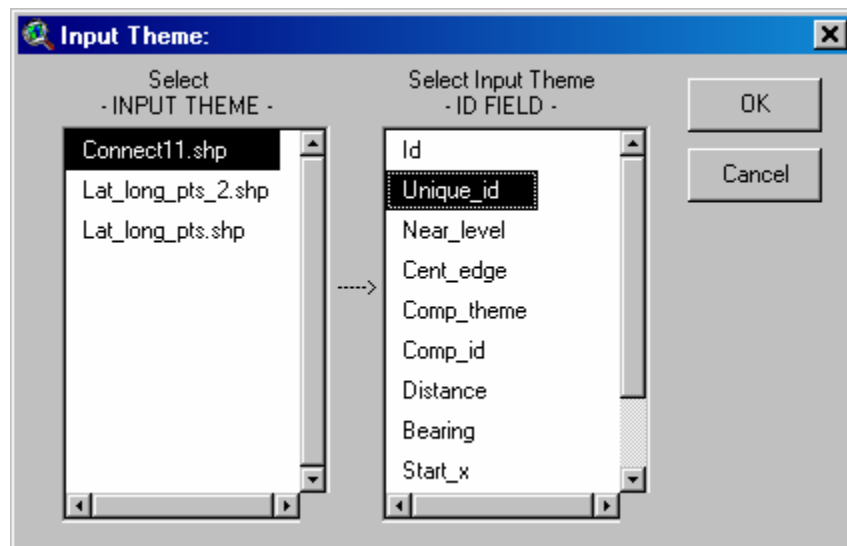 Input Theme:
Select
- INPUT THEME -
Connect11.shp
Lat_long_pts_2.shp
Lat_long_pts.shp
----->
Select Input Theme
- ID FIELD -
Id
Unique_id
Near_level
Cent_edge
Comp_theme
Comp_id
Distance
Bearing
Start_x
OK
Cancel